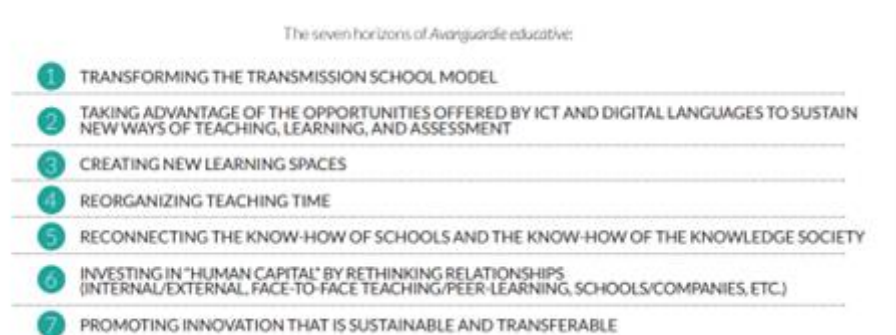 The seven horizons of Avanguardie educative:
1 TRANSFORMING THE TRANSMISSION SCHOOL MODEL
2 TAKING ADVANTAGE OF THE OPPORTUNITIES OFFERED BY ICT AND DIGITAL LANGUAGES TO SUSTAIN
NEW WAYS OF TEACHING, LEARNING, AND ASSESSMENT
3 CREATING NEW LEARNING SPACES
4 REORGANIZING TEACHING TIME
5 RECONNECTING THE KNOW-HOW OF SCHOOLS AND THE KNOW-HOW OF THE KNOWLEDGE SOCIETY
6 INVESTING IN "HUMAN CAPITAL" BY RETHINKING RELATIONSHIPS
(INTERNAL/EXTERNAL, FACE-TO-FACE TEACHING/PEER-LEARNING, SCHOOLS/COMPANIES, ETC.)
7 PROMOTING INNOVATION THAT IS SUSTAINABLE AND TRANSFERABLE